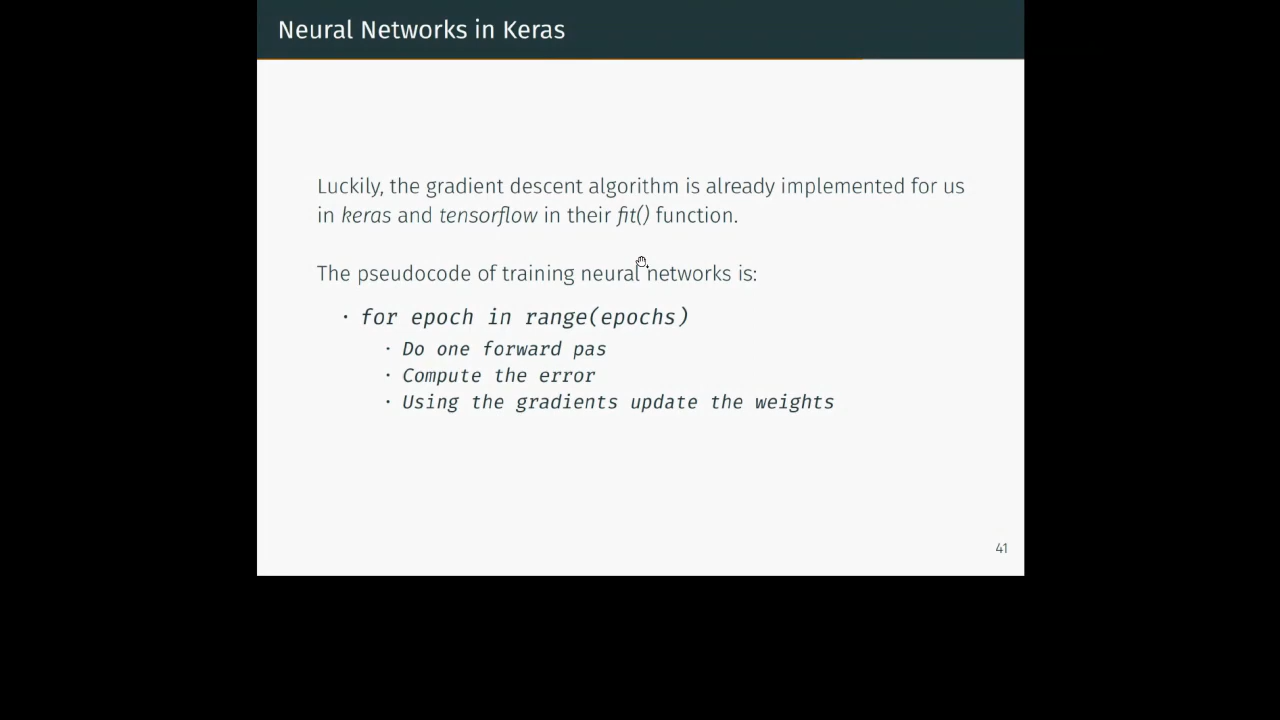 Neural Networks in Keras
Luckily, the gradient descent algorithm is already implemented for us
in keras and tensorflow in their fit() function.
The pseudocode of training neural networks is:
· for epoch in range(epochs)
· Do one forward pas
· Compute the error
· Using the gradients update the weights
41